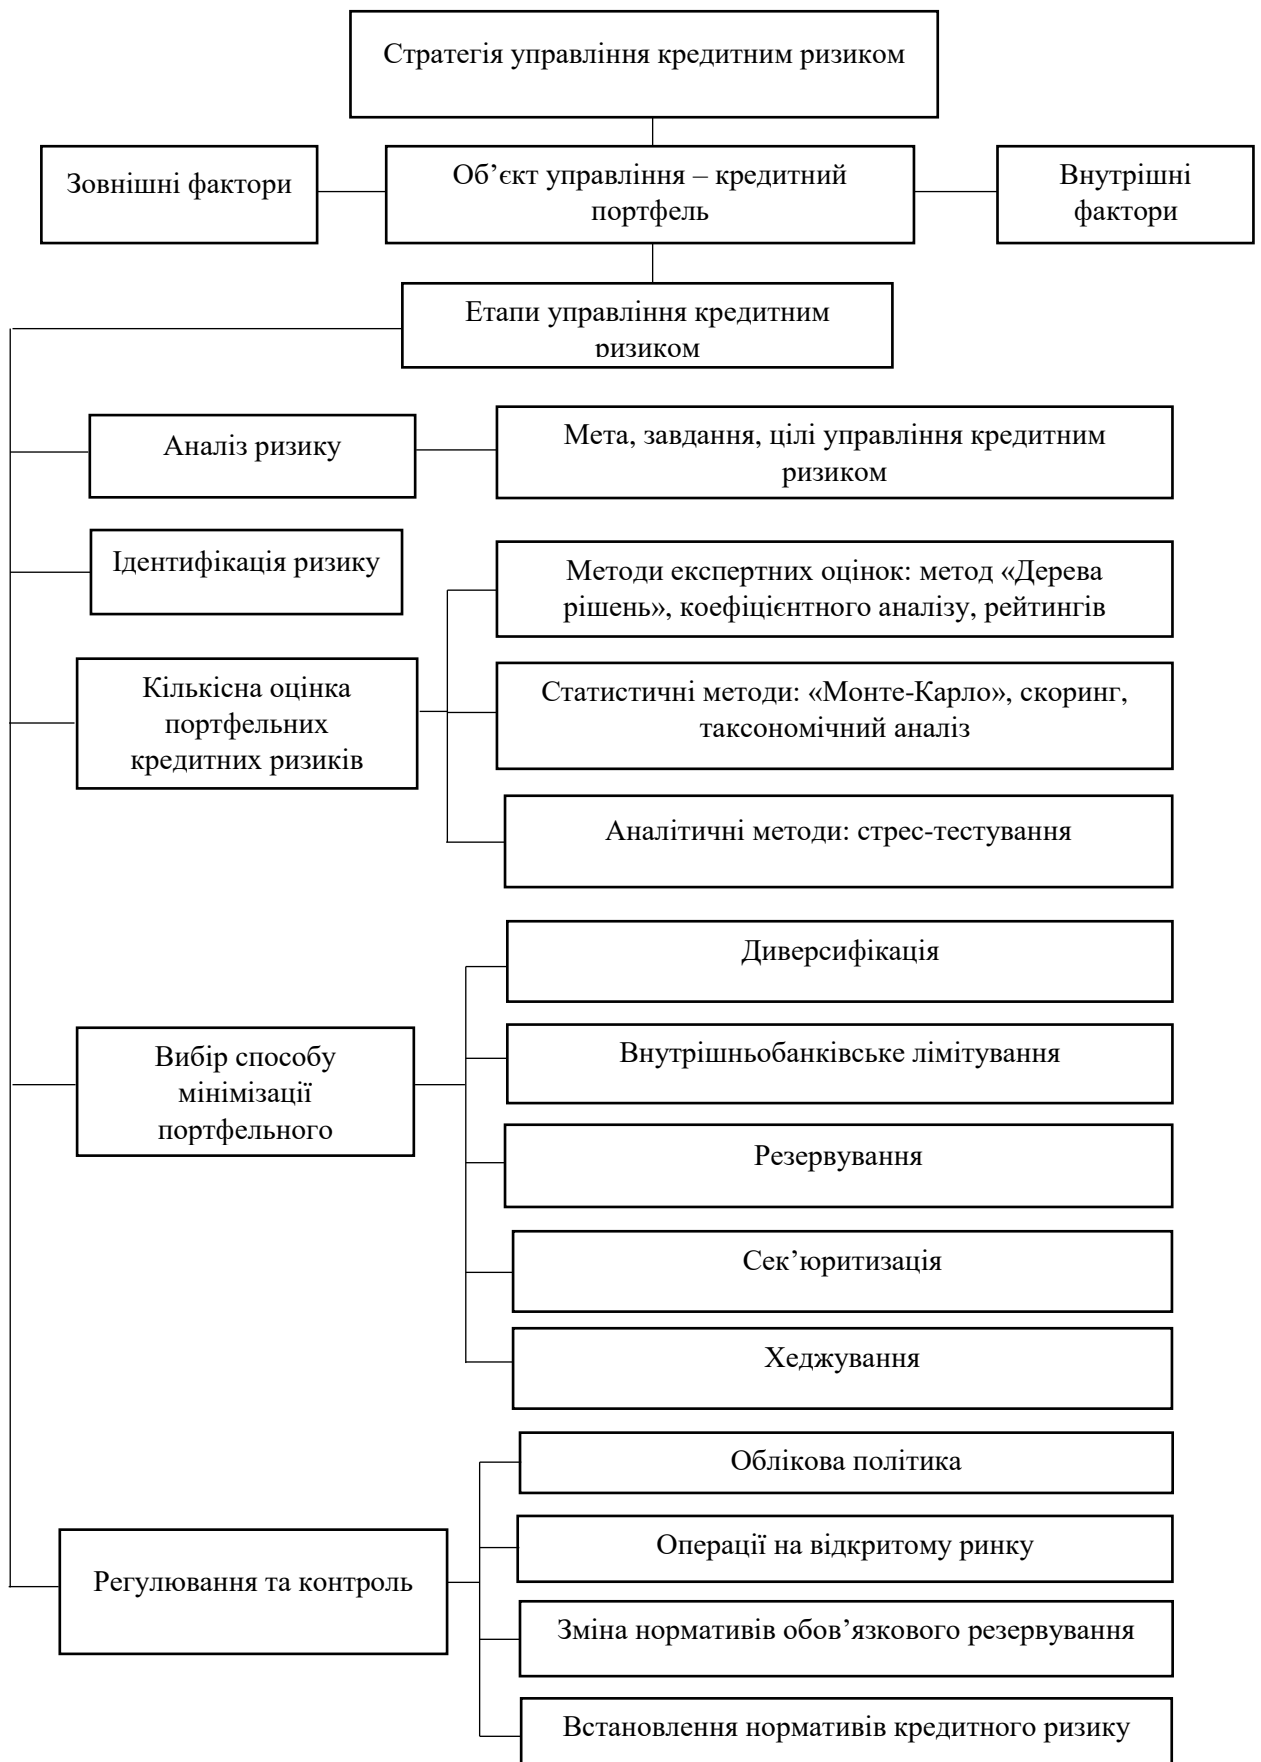 Стратегія управління кредитним ризиком
Зовнішні фактори
Об’єкт управління – кредитний
портфель
Внутрішні
фактори
Етапи управління кредитним
ризиком
Аналіз ризику
Мета, завдання, цілі управління кредитним
ризиком
Ідентифікація ризику
Методи експертних оцінок: метод «Дерева
рішень», коефіцієнтного аналізу, рейтингів
Кількісна оцінка
портфельних
кредитних ризиків
Статистичні методи: «Монте-Карло», скоринг,
таксономічний аналіз
Аналітичні методи: стрес-тестування
Диверсифікація
Вибір способу
мінімізації
портфельного
Внутрішньобанківське лімітування
Резервування
Сек’юритизація
Хеджування
Облікова політика
Операції на відкритому ринку
Регулювання та контроль
Зміна нормативів обов’язкового резервування
Встановлення нормативів кредитного ризику